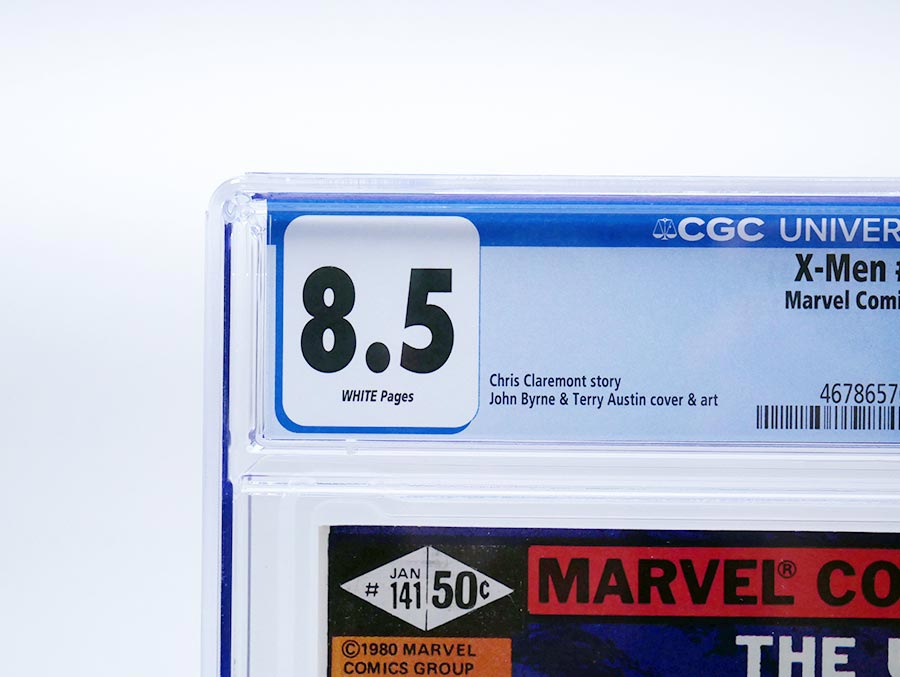 CGC UNIVER
8.5
WHITE Pages
X-Men #
Marvel Comi
Chris Claremont story
John Byrne & Terry Austin cover & art
4678657
# JAN 141 50¢
MARVEL® CO
©1980 MARVEL
COMICS GROUP
THE